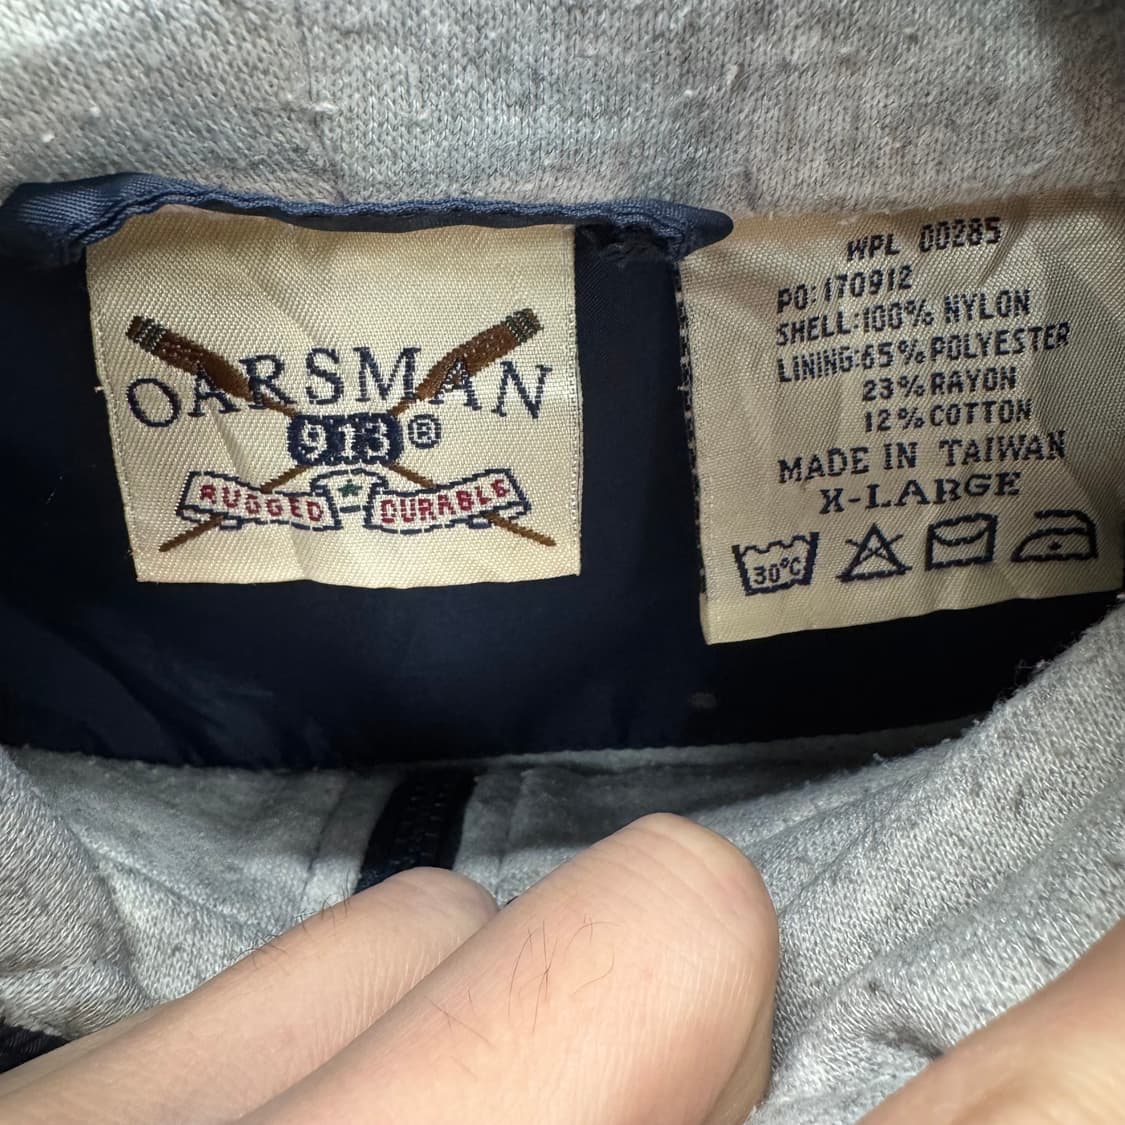 OARSMAN
913®
RUGGED DURABLE
WPL 00285
PO:170912
SHELL:100% NYLON
LINING:65%POLYESTER
23%RAYON
12%COTTON
MADE IN TAIWAN
X-LARGE
30°C